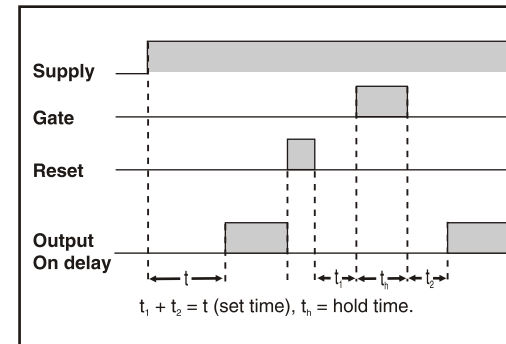 Supply
Gate
Reset
Output
On delay
t
t₁
tₕ
t₂
t₁ + t₂ = t (set time), tₕ = hold time.